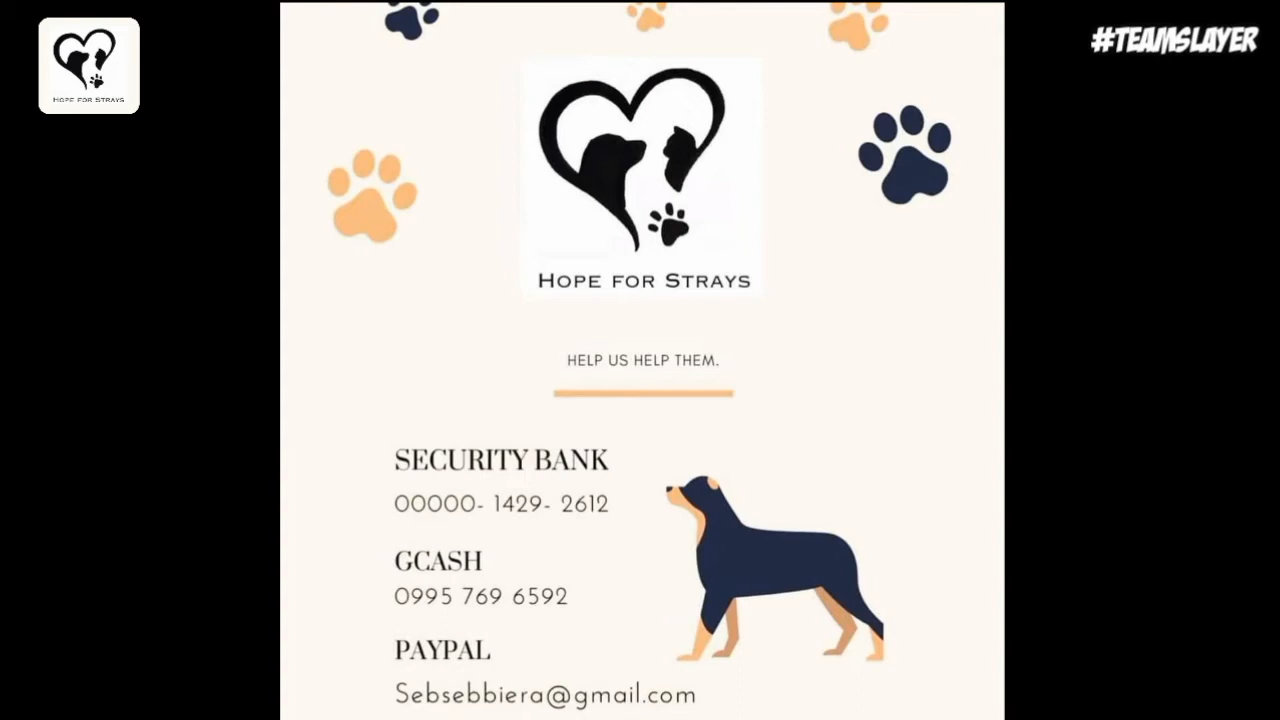 HOPE FOR STRAYS
#TEAMSLAYER
HOPE FOR STRAYS
HELP US HELP THEM.
SECURITY BANK
00000- 1429- 2612
GCASH
0995 769 6592
PAYPAL
Sebsebbiera@gmail.com